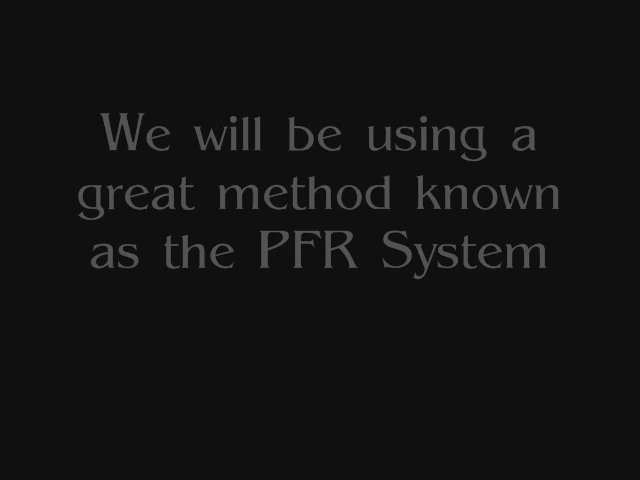 We will be using a
great method known
as the PFR System